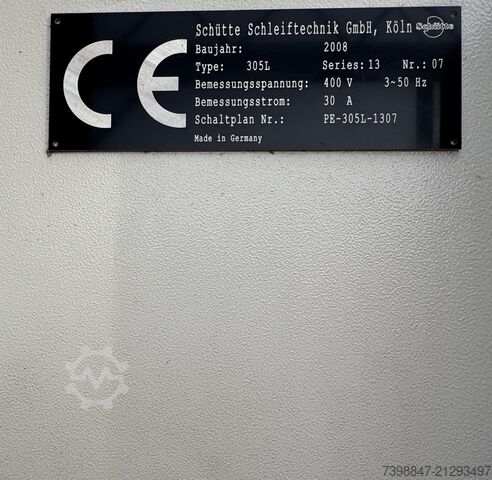 CE
Schütte Schleiftechnik GmbH, Köln Schütte
Baujahr: 2008
Type: 305L Series: 13 Nr.: 07
Bemessungsspannung: 400 V 3~50 Hz
Bemessungsstrom: 30 A
Schaltplan Nr.: PE-305L-1307
Made in Germany
7398847-21293497